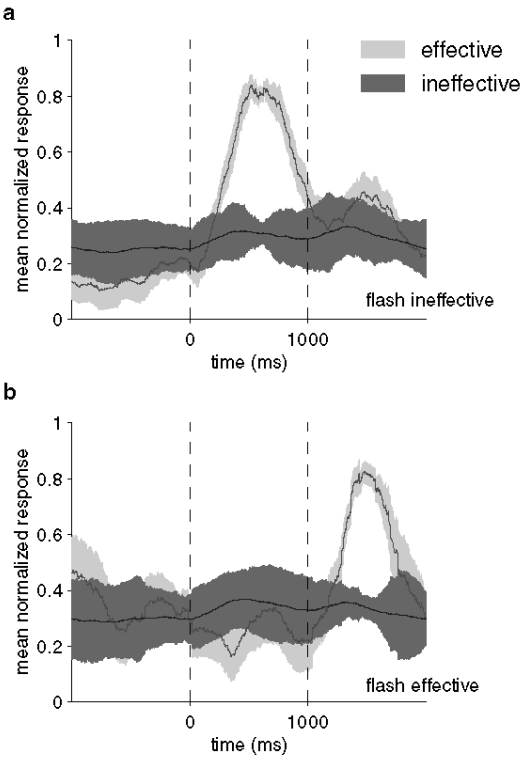 a
1
effective
ineffective
0.8
0.6
0.4
0.2
0
mean normalized response
flash ineffective
0
1000
time (ms)
b
1
0.8
0.6
0.4
0.2
0
mean normalized response
flash effective
0
1000
time (ms)